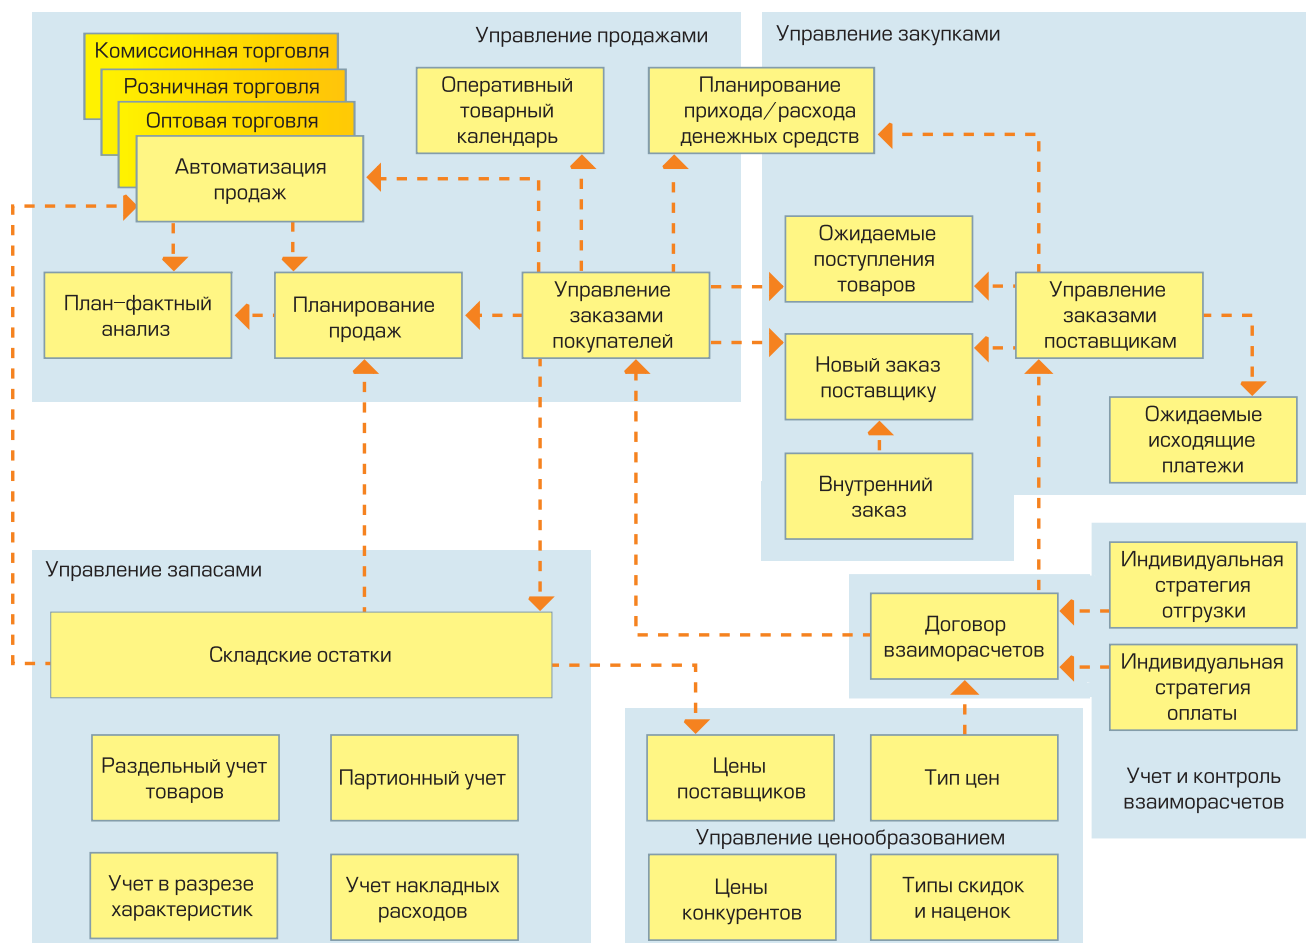 Управление продажами
Комиссионная торговля
Розничная торговля
Оптовая торговля
Автоматизация
продаж
Оперативный
товарный
календарь
План–фактный
анализ
Планирование
продаж
Управление
заказами
покупателей
Управление закупками
Планирование
прихода/расхода
денежных средств
Ожидаемые
поступления
товаров
Управление
заказами
поставщикам
Новый заказ
поставщику
Внутренний
заказ
Ожидаемые
исходящие
платежи
Управление запасами
Складские остатки
Раздельный учет
товаров
Партионный учет
Учет в разрезе
характеристик
Учет накладных
расходов
Договор
взаиморасчетов
Индивидуальная
стратегия
отгрузки
Индивидуальная
стратегия
оплаты
Учет и контроль
взаиморасчетов
Цены
поставщиков
Тип цен
Управление ценообразованием
Цены
конкурентов
Типы скидок
и наценок